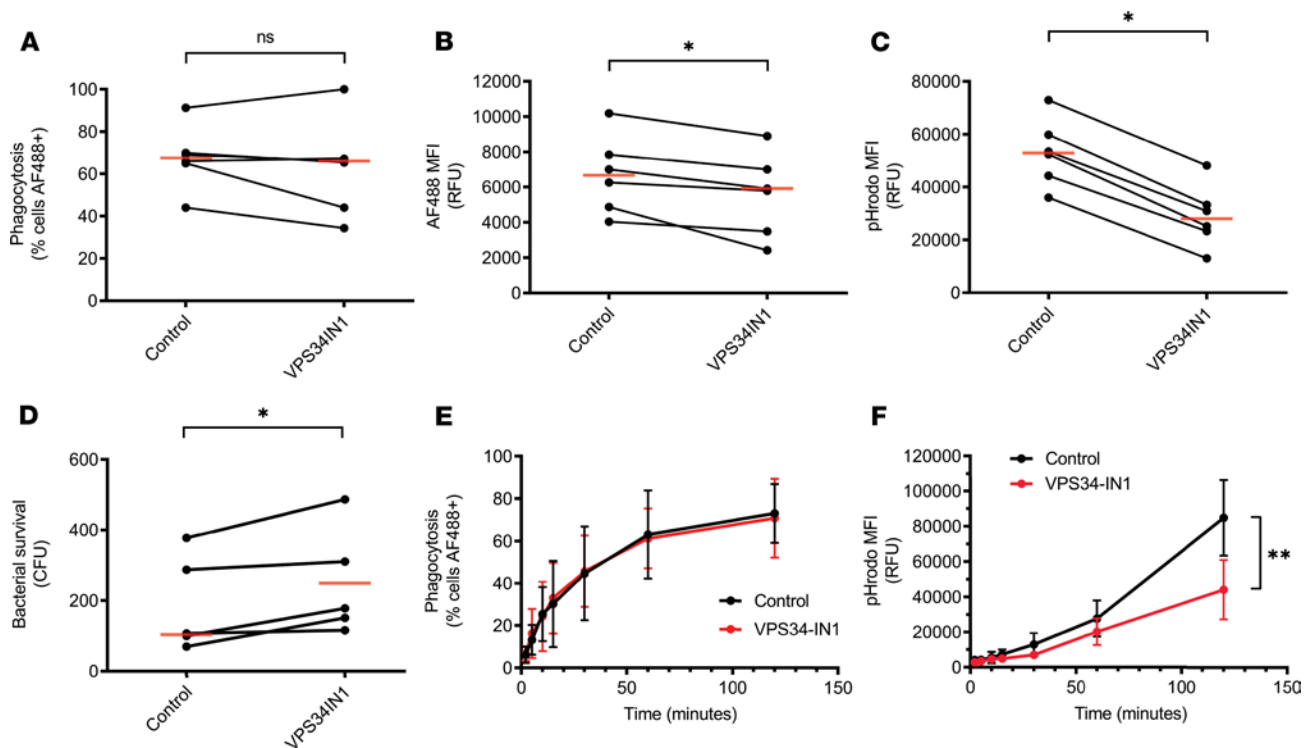 A
ns
Phagocytosis
(% cells AF488+)
100
80
60
40
20
0
Control
VPS34IN1
B
*
AF488 MFI
(RFU)
12000
10000
8000
6000
4000
2000
0
Control
VPS34IN1
C
*
pHrodo MFI
(RFU)
80000
60000
40000
20000
0
Control
VPS34IN1
D
*
Bacterial survival
(CFU)
600
400
200
0
Control
VPS34IN1
E
Phagocytosis
(% cells AF488+)
100
80
60
40
20
0
Control
VPS34-IN1
0
50
100
150
Time (minutes)
F
pHrodo MFI
(RFU)
120000
100000
80000
60000
40000
20000
0
Control
VPS34-IN1
**
0
50
100
150
Time (minutes)